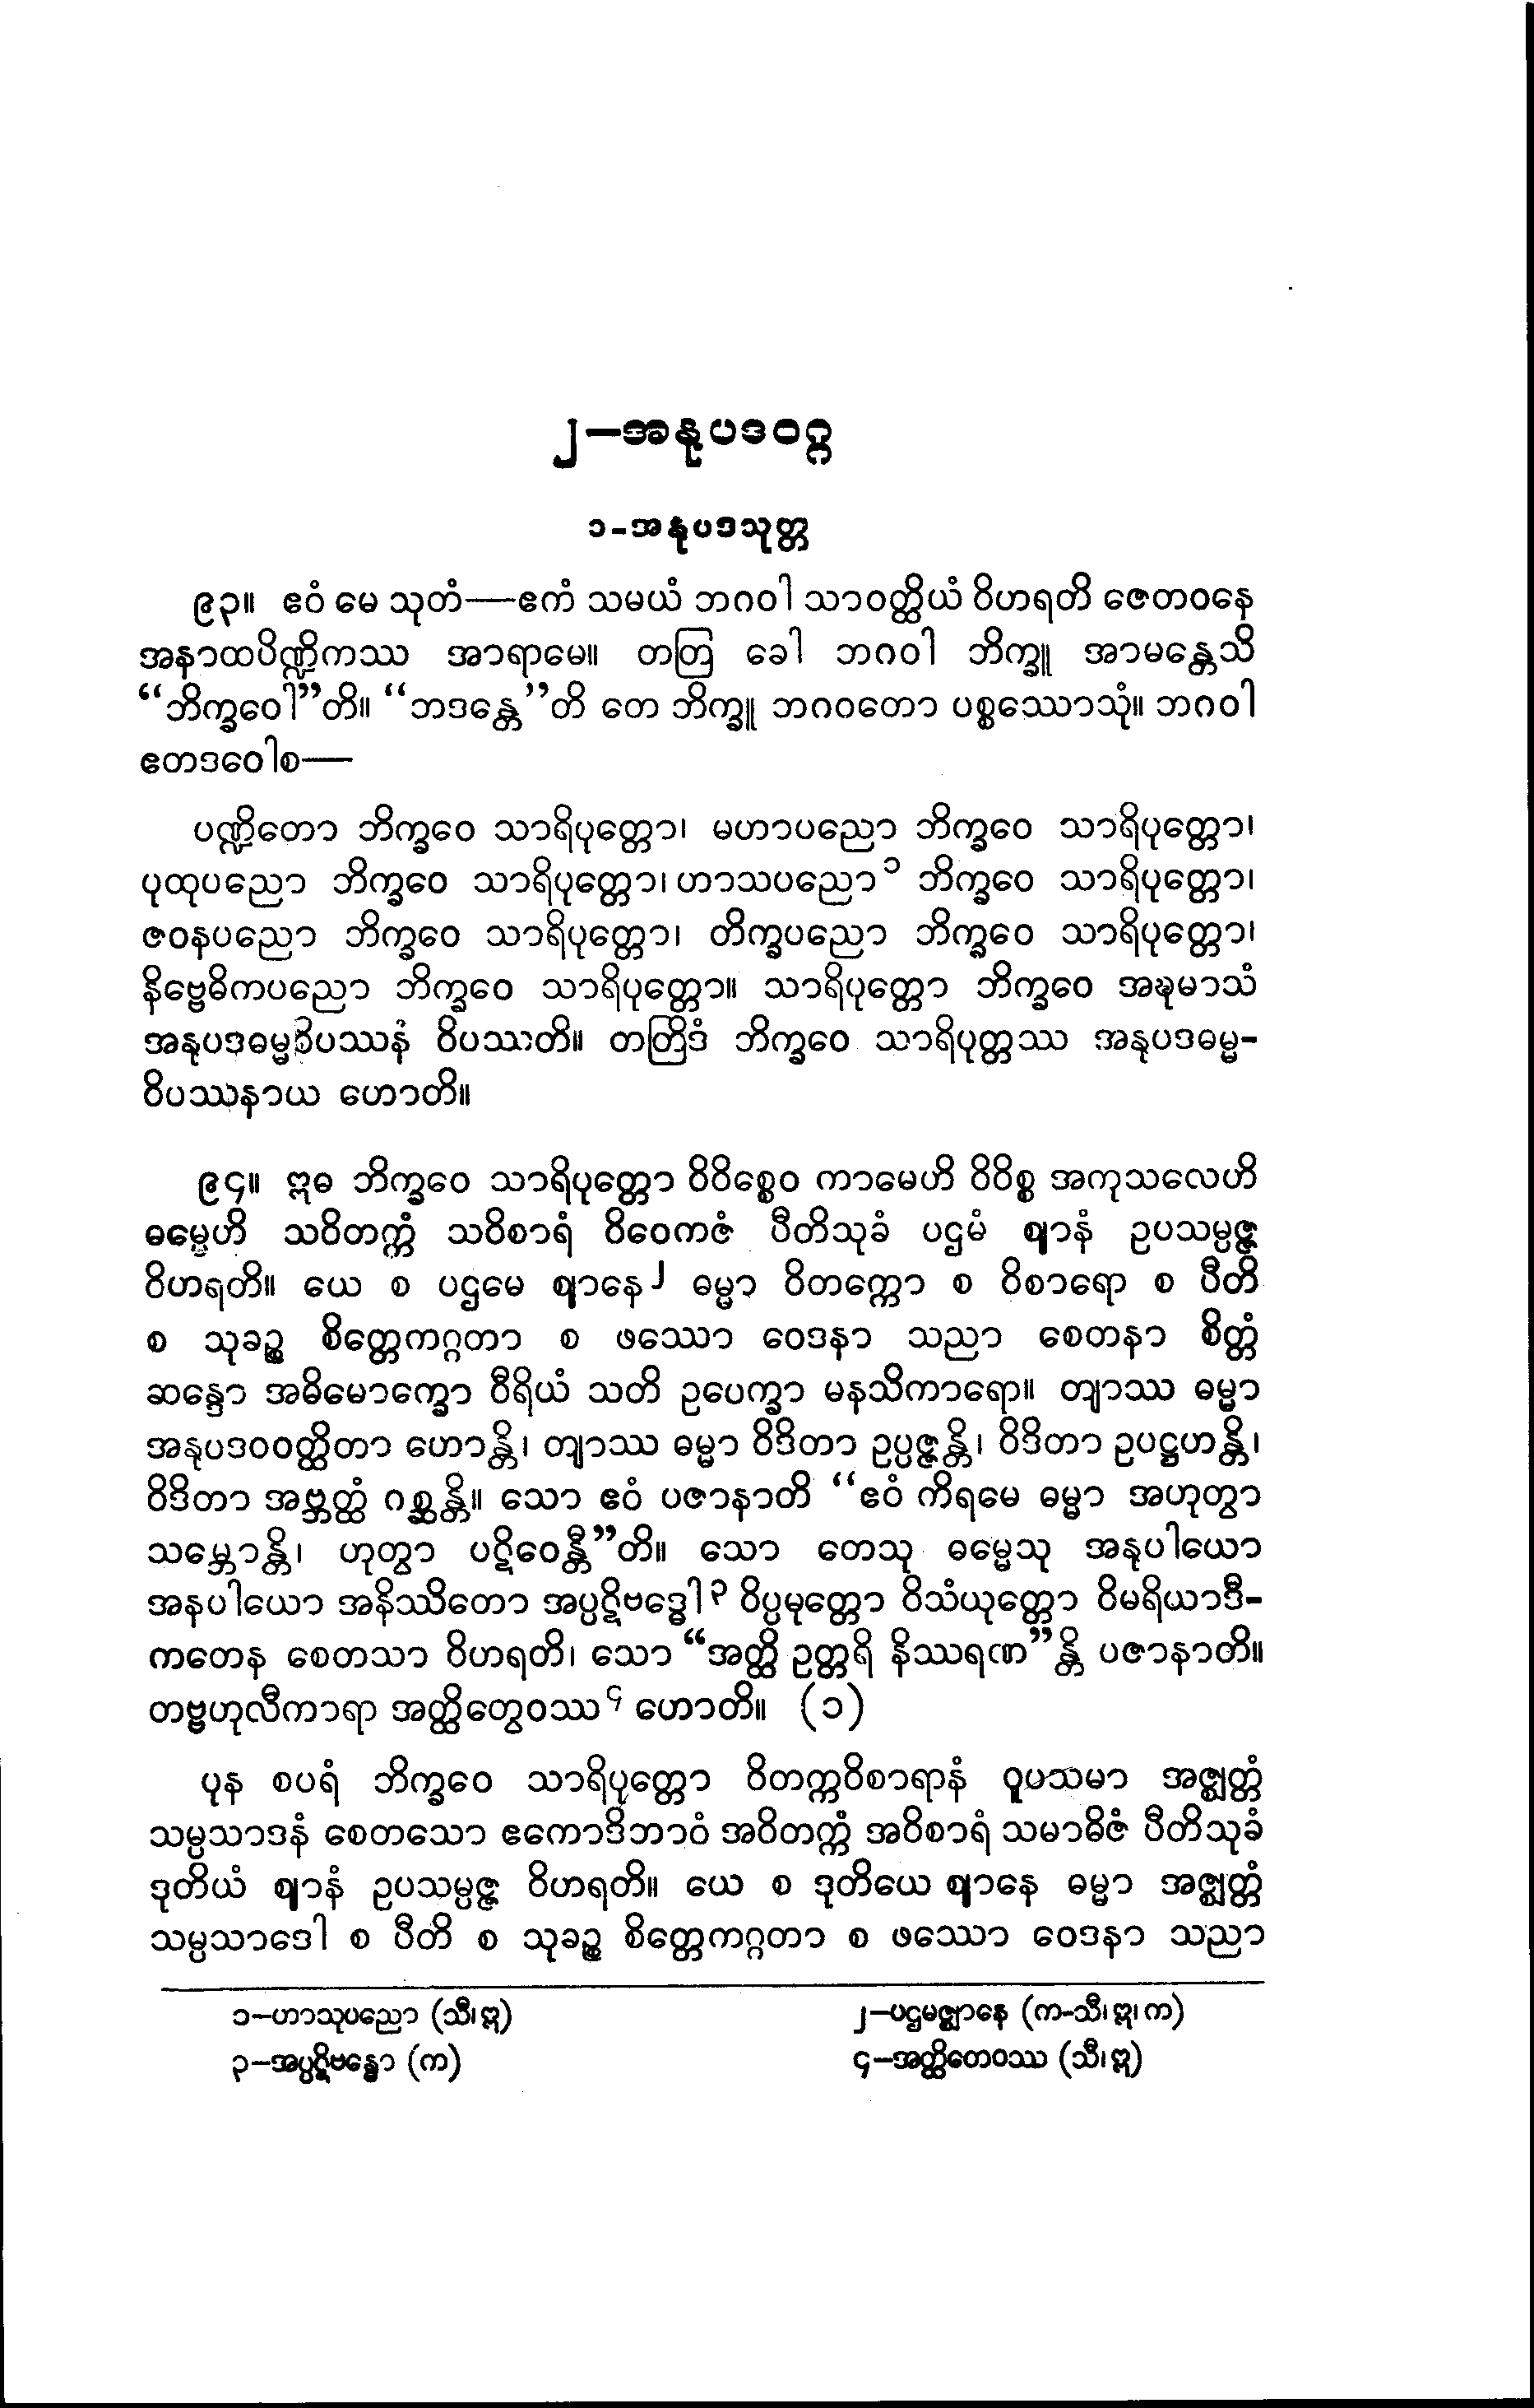 ၂—အနုပဒဝဂ္ဂ
၁-အနုပဒသုတ္တ
၉၃။ ဧဝံ မေ သုတံ—ဧကံ သမယံ ဘဂဝါ သာဝတ္ထိယံ ဝိဟရတိ ဇေတဝနေ
အနာထပိဏ္ဍိကဿ အာရာမေ။ တတြ ခေါ ဘဂဝါ ဘိက္ခူ အာမန္တေသိ
“ဘိက္ခဝေါ”တိ။ “ဘဒန္တေ”တိ တေ ဘိက္ခူ ဘဂဝတော ပစ္စဿောသုံ။ ဘဂဝါ
ဧတဒဝေါစ—
ပဏ္ဍိတော ဘိက္ခဝေ သာရိပုတ္တော၊ မဟာပညော ဘိက္ခဝေ သာရိပုတ္တော၊
ပုထုပညော ဘိက္ခဝေ သာရိပုတ္တော၊ ဟာသပညော၁ ဘိက္ခဝေ သာရိပုတ္တော၊
ဇဝနပညော ဘိက္ခဝေ သာရိပုတ္တော၊ တိက္ခပညော ဘိက္ခဝေ သာရိပုတ္တော၊
နိဗ္ဗေဓိကပညော ဘိက္ခဝေ သာရိပုတ္တော။ သာရိပုတ္တော ဘိက္ခဝေ အဍ္ဎမာသံ
အနုပဒဓမ္မဝိပဿနံ ဝိပဿတိ။ တတြိဒံ ဘိက္ခဝေ သာရိပုတ္တဿ အနုပဒဓမ္မ-
ဝိပဿနာယ ဟောတိ။
၉၄။ ဣဓ ဘိက္ခဝေ သာရိပုတ္တော ဝိဝိစ္စေဝ ကာမေဟိ ဝိဝိစ္စ အကုသလေဟိ
ဓမ္မေဟိ သဝိတက္ကံ သဝိစာရံ ဝိဝေကဇံ ပီတိသုခံ ပဌမံ ဈာနံ ဥပသမ္ပဇ္ဇ
ဝိဟရတိ။ ယေ စ ပဌမေ ဈာနေ၂ ဓမ္မာ ဝိတက္ကော စ ဝိစာရော စ ပီတိ
စ သုခဉ္စ စိတ္တေကဂ္ဂတာ စ ဖဿော ဝေဒနာ သညာ စေတနာ စိတ္တံ
ဆန္ဒော အဓိမောက္ခော ဝီရိယံ သတိ ဥပေက္ခာ မနသိကာရော။ တျာဿ ဓမ္မာ
အနုပဒဝဝတ္ထိတာ ဟောန္တိ၊ တျာဿ ဓမ္မာ ဝိဒိတာ ဥပ္ပဇ္ဇန္တိ၊ ဝိဒိတာ ဥပဋ္ဌဟန္တိ၊
ဝိဒိတာ အဗ္ဘတ္ထံ ဂစ္ဆန္တိ။ သော ဧဝံ ပဇာနာတိ “ဧဝံ ကိရမေ ဓမ္မာ အဟုတွာ
သမ္ဘောန္တိ၊ ဟုတွာ ပဋိဝေန္တီ”တိ။ သော တေသု ဓမ္မေသု အနုပါယော
အနပါယော အနိဿိတော အပ္ပဋိဗဒ္ဓေါ၃ ဝိပ္ပမုတ္တော ဝိသံယုတ္တော ဝိမရိယာဒီ-
ကတေန စေတသာ ဝိဟရတိ၊ သော “အတ္ထိ ဥတ္တရိ နိဿရဏ”န္တိ ပဇာနာတိ။
တဗ္ဗဟုလီကာရာ အတ္ထိတွေဝဿ၄ ဟောတိ။ (၁)
ပုန စပရံ ဘိက္ခဝေ သာရိပုတ္တော ဝိတက္ကဝိစာရာနံ ဝူပသမာ အဇ္ဈတ္တံ
သမ္ပသာဒနံ စေတသော ဧကောဒိဘာဝံ အဝိတက္ကံ အဝိစာရံ သမာဓိဇံ ပီတိသုခံ
ဒုတိယံ ဈာနံ ဥပသမ္ပဇ္ဇ ဝိဟရတိ။ ယေ စ ဒုတိယေ ဈာနေ ဓမ္မာ အဇ္ဈတ္တံ
သမ္ပသာဒေါ စ ပီတိ စ သုခဉ္စ စိတ္တေကဂ္ဂတာ စ ဖဿော ဝေဒနာ သညာ
၁—ဟာသုပညော (သီ၊ ဣ)
၂—ပဌမဇ္ဈာနေ (က-သီ၊ ဣ၊ က)
၃—အပ္ပဋိဗန္ဓော (က)
၄—အတ္ထိတေဝဿ (သီ၊ ဣ)